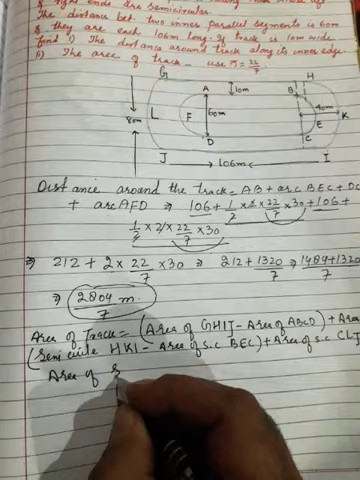 & right ends are semicircular.
The distance bet. two inner parallel segments is 60m
& they are each 106m long. If track is 10m wide
find i) The distance around track along its inner edge
ii) The area of track - use π = 22/7
G H
A B 10m
80m L F 60m 40m K
E
D C
J → 106m ← I
Distance around the track = AB + arc BEC + DC
+ arc AFD ⇒ 106 + 1/2 × 2 × 22/7 × 30 + 106 +
1/2 × 2 × 22/7 × 30
⇒ 212 + 2 × 22/7 × 30 ⇒ 212 + 1320/7 ⇒ 1484+1320/7
⇒ 2804/7 m.
Area of Track = (Area of GHIJ - Area of ABCD) + Area
(Semi circle HKI - Area of S.C BEC) + Area of S.C CLJ
Area of S